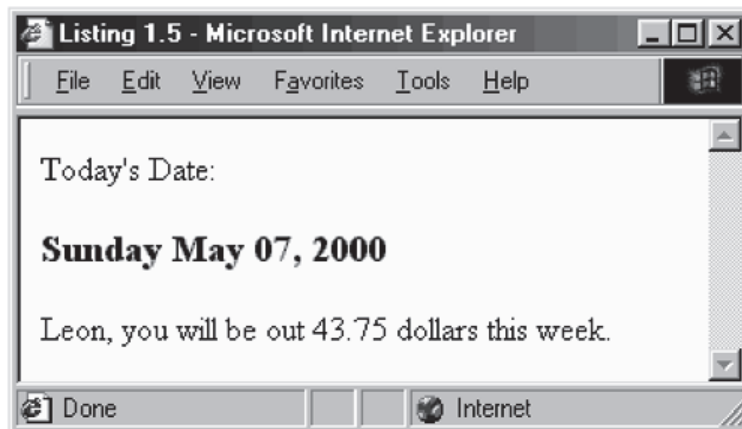 Listing 1.5 - Microsoft Internet Explorer
File Edit View Favorites Tools Help
Today's Date:
Sunday May 07, 2000
Leon, you will be out 43.75 dollars this week.
Done Internet